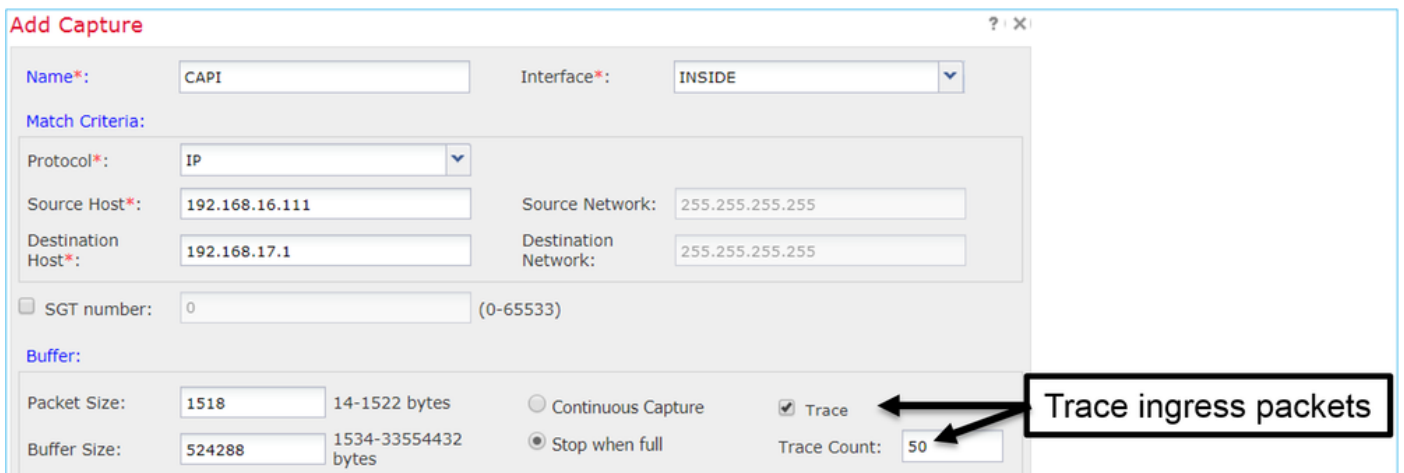 Add Capture
? X
Name*: CAPI Interface*: INSIDE
Match Criteria:
Protocol*: IP
Source Host*: 192.168.16.111 Source Network: 255.255.255.255
Destination Host*: 192.168.17.1 Destination Network: 255.255.255.255
SGT number: 0 (0-65533)
Buffer:
Packet Size: 1518 14-1522 bytes Continuous Capture Trace
Buffer Size: 524288 1534-33554432 bytes Stop when full Trace Count: 50
Trace ingress packets